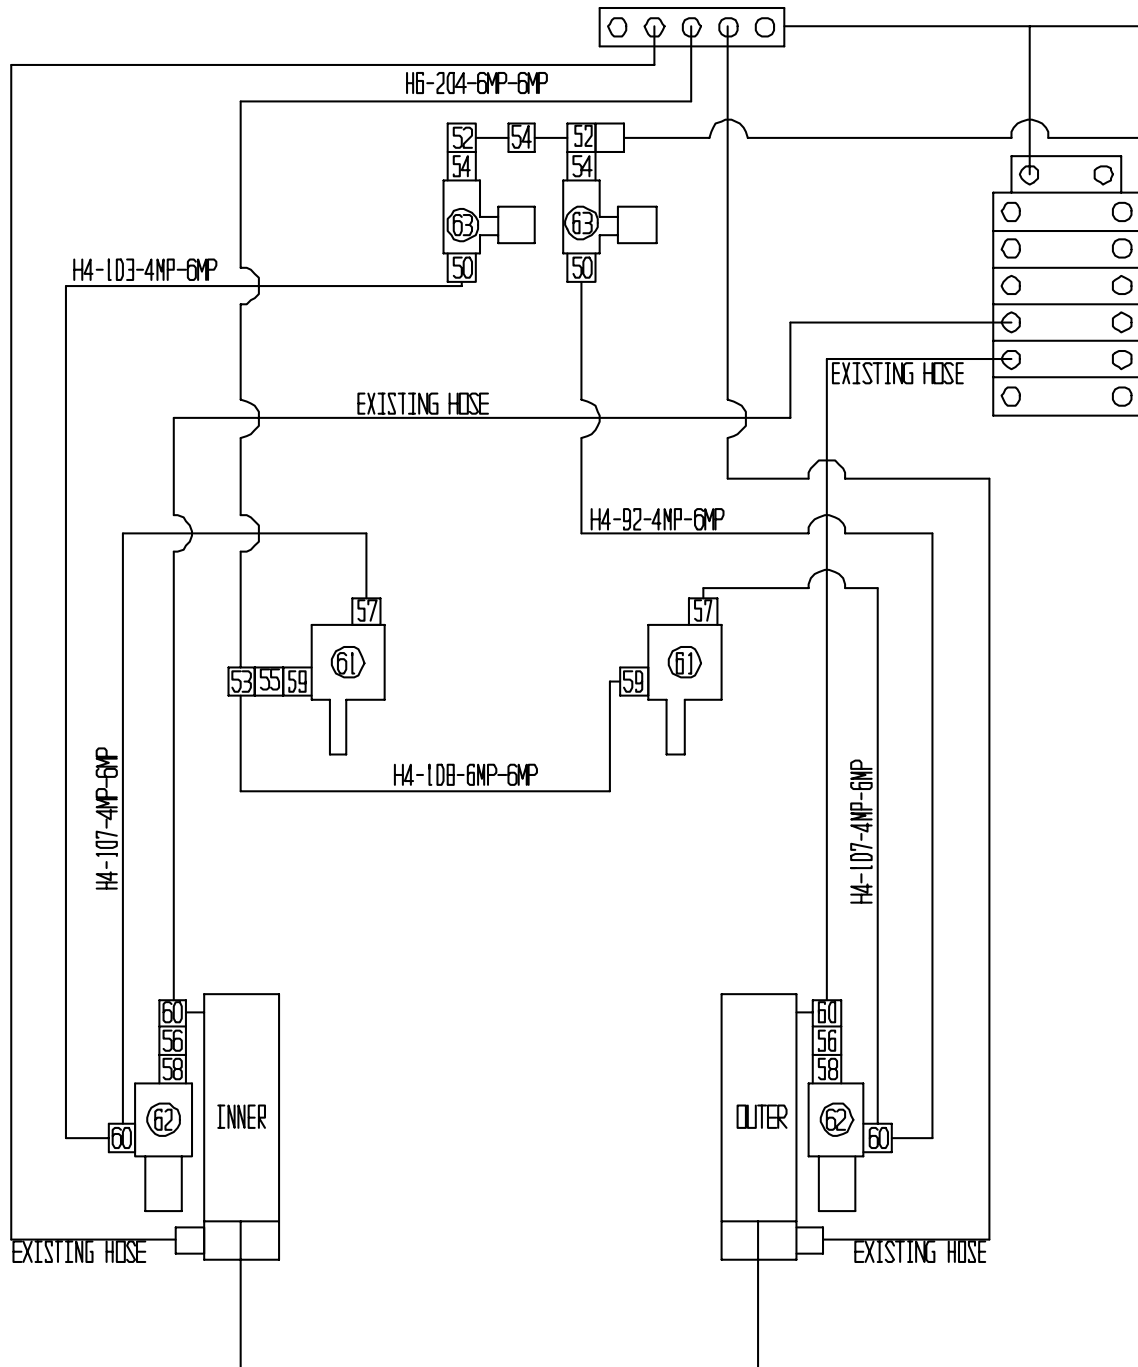 H6-204-6MP-6MP
52 54 52
54 54
63 63
50 50
H4-103-4MP-6MP
EXISTING HOSE
EXISTING HOSE
H4-92-4MP-6MP
57 57
61 61
53 55 59 59
H4-108-6MP-6MP
H4-107-4MP-6MP
H4-107-4MP-6MP
60 60
56 56
58 58
62 INNER OUTER 62
60 60
EXISTING HOSE EXISTING HOSE